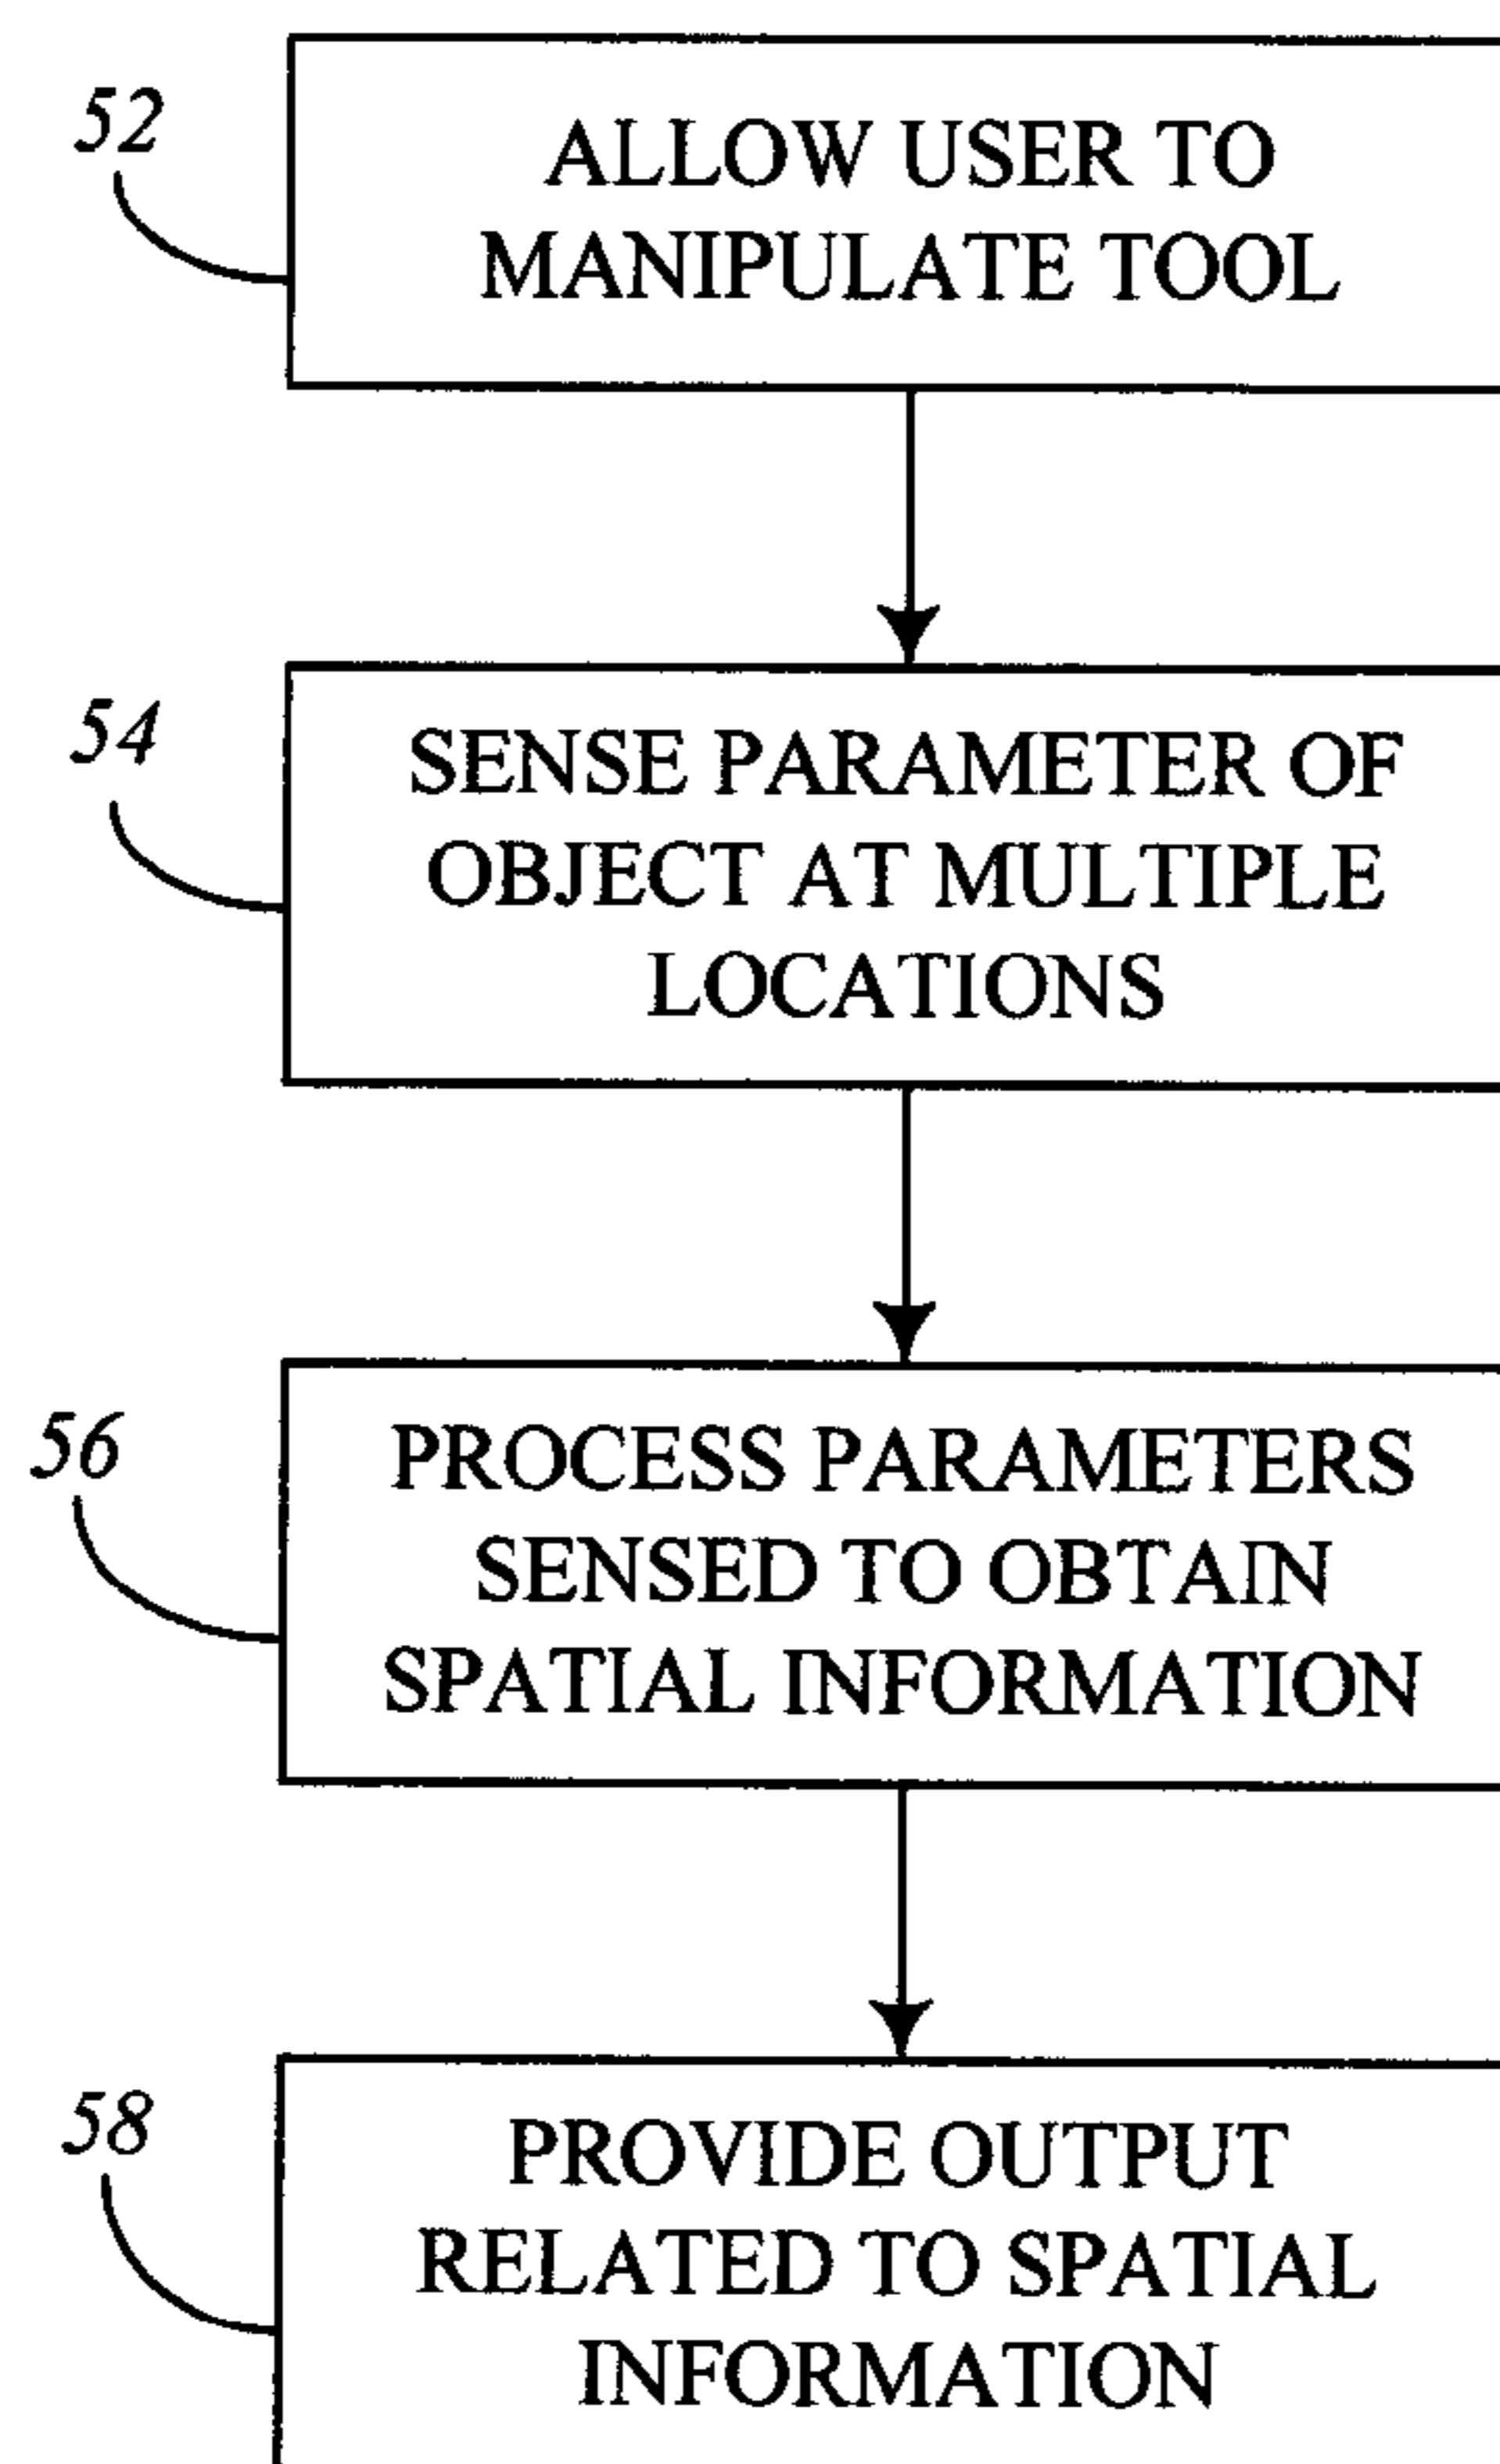 52
ALLOW USER TO
MANIPULATE TOOL
54
SENSE PARAMETER OF
OBJECT AT MULTIPLE
LOCATIONS
56
PROCESS PARAMETERS
SENSED TO OBTAIN
SPATIAL INFORMATION
58
PROVIDE OUTPUT
RELATED TO SPATIAL
INFORMATION